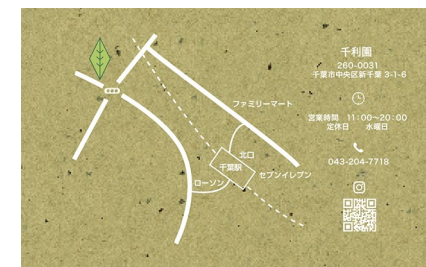 千利園
260-0031
千葉市中央区新千葉 3-1-6
ファミリーマート
営業時間　11:00〜20:00
定休日　水曜日
北口
千葉駅
043-204-7718
セブンイレブン
ローソン